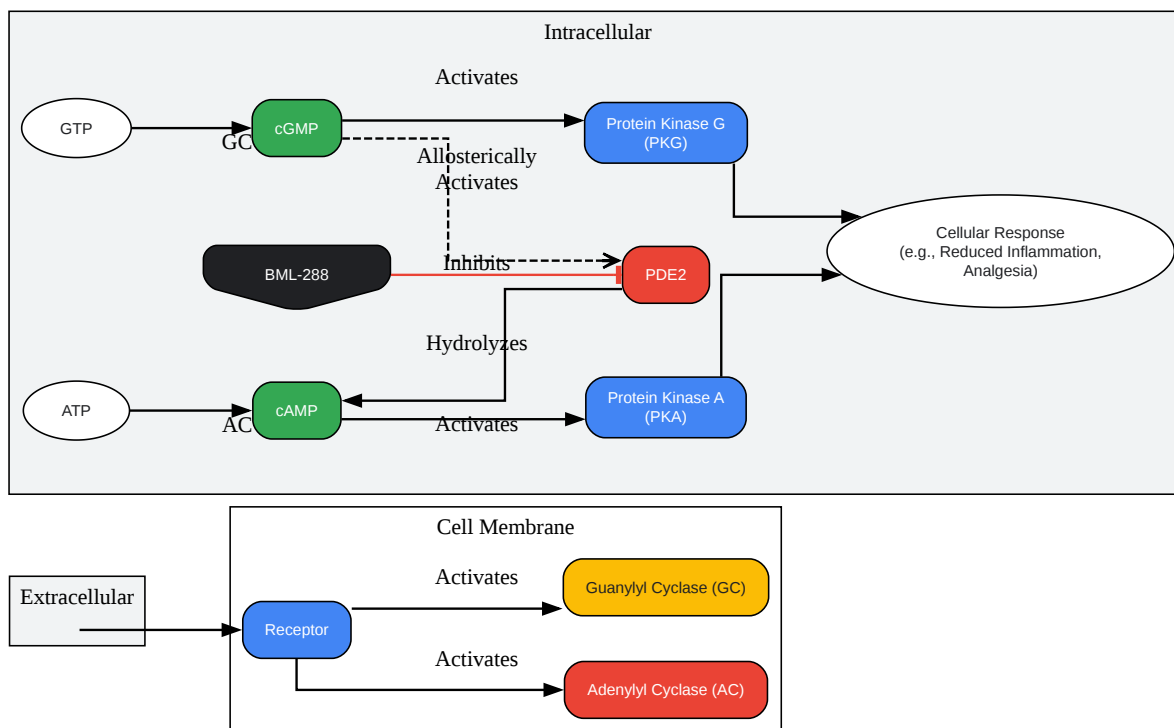 Intracellular
Activates
GTP
GC
cGMP
Protein Kinase G
(PKG)
Allosterically
Activates
Cellular Response
(e.g., Reduced Inflammation,
Analgesia)
BML-288
Inhibits
PDE2
Hydrolyzes
ATP
AC
cAMP
Activates
Protein Kinase A
(PKA)
Cell Membrane
Extracellular
Receptor
Activates
Guanylyl Cyclase (GC)
Activates
Adenylyl Cyclase (AC)